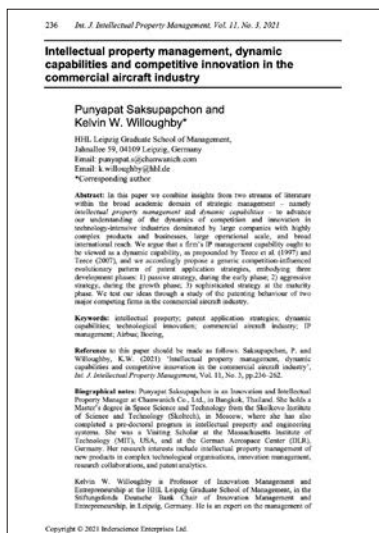 236 Int. J. Intellectual Property Management, Vol. 11, No. 3, 2021
Intellectual property management, dynamic
capabilities and competitive innovation in the
commercial aircraft industry
Punyapat Saksupapchon and
Kelvin W. Willoughby*
HHL Leipzig Graduate School of Management,
Jahnallee 59, 04109 Leipzig, Germany
Email: punyapat.s@chanwanich.com
Email: k.willoughby@hhl.de
*Corresponding author
Abstract: In this paper we combine insights from two streams of literature
within the broad academic domain of strategic management – namely
intellectual property management and dynamic capabilities – to advance
our understanding of the dynamics of competition and innovation in
technology-intensive industries dominated by large companies with highly
complex products and businesses, large operational scale, and broad
international reach. We argue that a firm's IP management capability ought to
be viewed as a dynamic capability, as propounded by Teece et al. (1997) and
Teece (2007), and we accordingly propose a generic competition-influenced
evolutionary pattern of patent application strategies, embodying three
development phases: 1) passive strategy, during the early phase; 2) aggressive
strategy, during the growth phase; 3) sophisticated strategy at the maturity
phase. We test our ideas through a study of the patenting behaviour of two
major competing firms in the commercial aircraft industry.
Keywords: intellectual property; patent application strategies; dynamic
capabilities; technological innovation; commercial aircraft industry; IP
management; Airbus; Boeing.
Reference to this paper should be made as follows: Saksupapchon, P. and
Willoughby, K.W. (2021) 'Intellectual property management, dynamic
capabilities and competitive innovation in the commercial aircraft industry',
Int. J. Intellectual Property Management, Vol. 11, No. 3, pp.236–262.
Biographical notes: Punyapat Saksupapchon is an Innovation and Intellectual
Property Manager at Chanwanich Co., Ltd., in Bangkok, Thailand. She holds a
Master's degree in Space Science and Technology from the Skolkovo Institute
of Science and Technology (Skoltech), in Moscow, where she has also
completed a pre-doctoral program in intellectual property and engineering
systems. She was a Visiting Scholar at the Massachusetts Institute of
Technology (MIT), USA, and at the German Aerospace Center (DLR),
Germany. Her research interests include intellectual property management of
new products in complex technological organisations, innovation management,
research collaborations, and patent analytics.
Kelvin W. Willoughby is Professor of Innovation Management and
Entrepreneurship at the HHL Leipzig Graduate School of Management, in the
Stiftungsfonds Deutsche Bank Chair of Innovation Management and
Entrepreneurship, in Leipzig, Germany. He is an expert on the management of
Copyright © 2021 Inderscience Enterprises Ltd.